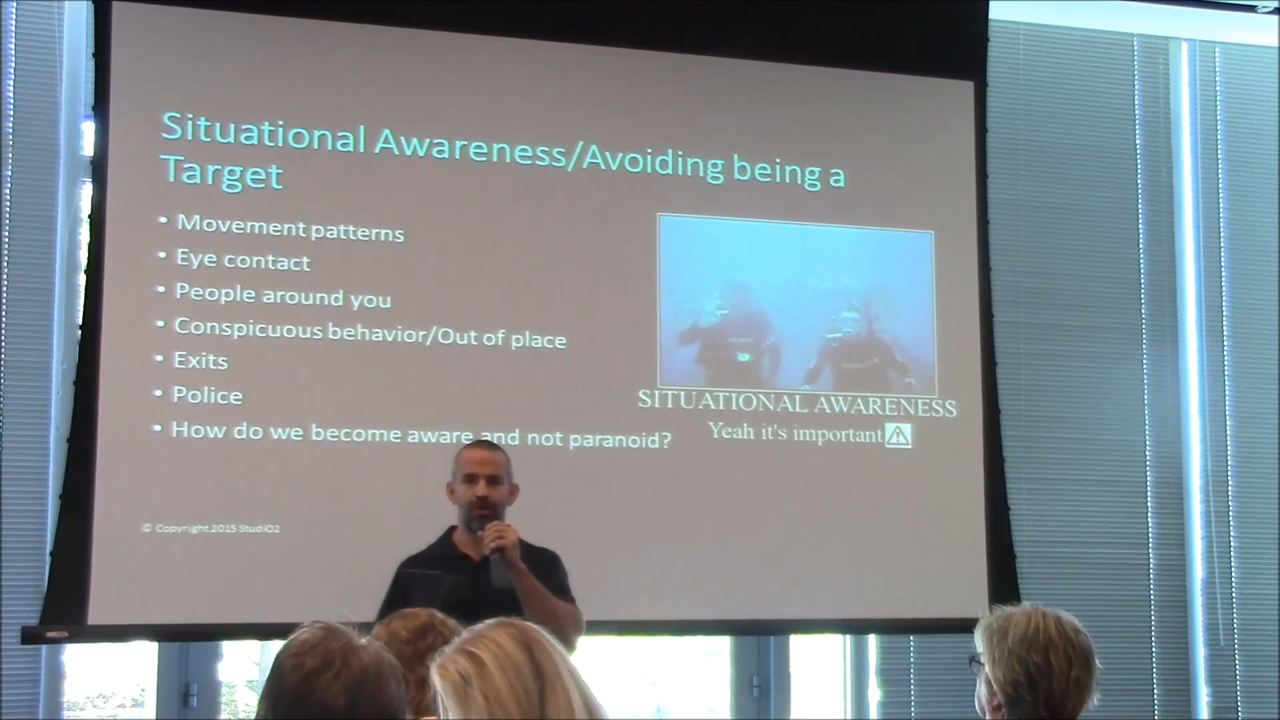 Situational Awareness/Avoiding being a
Target
• Movement patterns
• Eye contact
• People around you
• Conspicuous behavior/Out of place
• Exits
• Police
• How do we become aware and not paranoid?
SITUATIONAL AWARENESS
Yeah it's important
© Copyright 2015 StudiO2